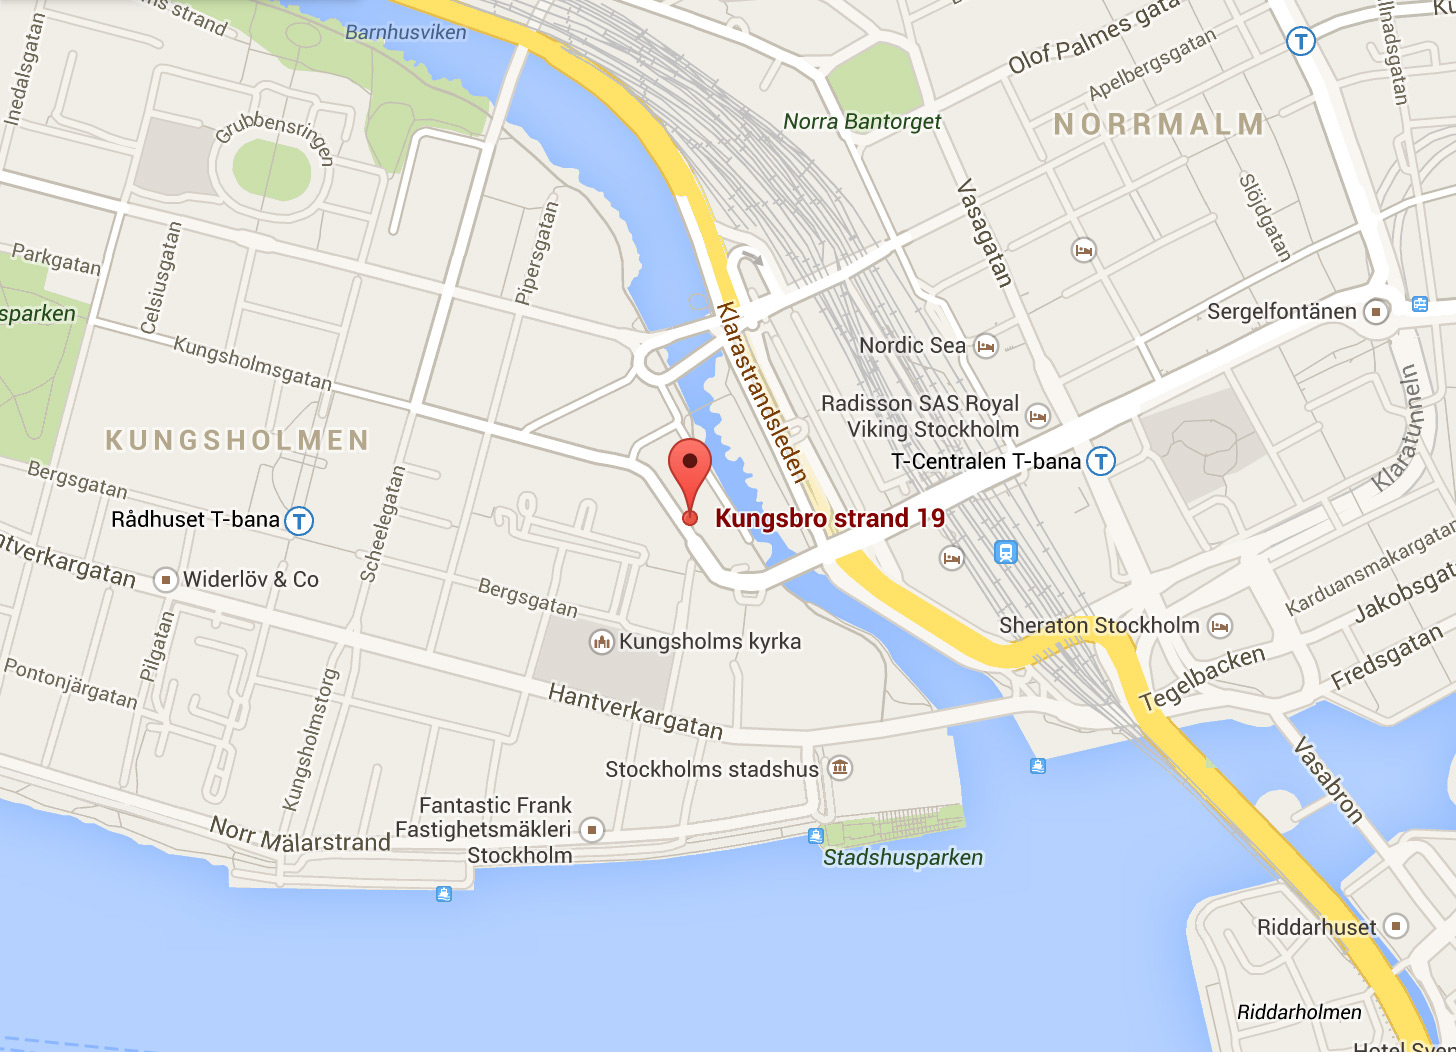 Barnhusviken
ms strand
Inedalsgatan
Grubbensringen
Olof Palmes gata
Apelbergsgatan
Norra Bantorget
NORRMALM
Vasagatan
Slöjdgatan
Parkgatan
Celsiusgatan
Pipersgatan
sparken
Kungsholmsgatan
Klarastrandsleden
Sergelfontänen
Nordic Sea
Radisson SAS Royal
Viking Stockholm
T-Centralen T-bana
T
T
T
Klaratunneln
KUNGSHOLMEN
Bergsgatan
Rådhuset T-bana
Scheelegatan
Kungsbro strand 19
ntverkargatan
Widerlöv & Co
Bergsgatan
Kungsholms kyrka
Karduansmakargatan
Jakobsgat
Fredsgatan
Sheraton Stockholm
Tegelbacken
Pilgatan
Pontonjärgatan
Kungsholmstorg
Hantverkargatan
Stockholms stadshus
Vasabron
Fantastic Frank
Fastighetsmäkleri
Stockholm
Norr Mälarstrand
Stadshusparken
Riddarhuset
Riddarholmen
Hotel Sven